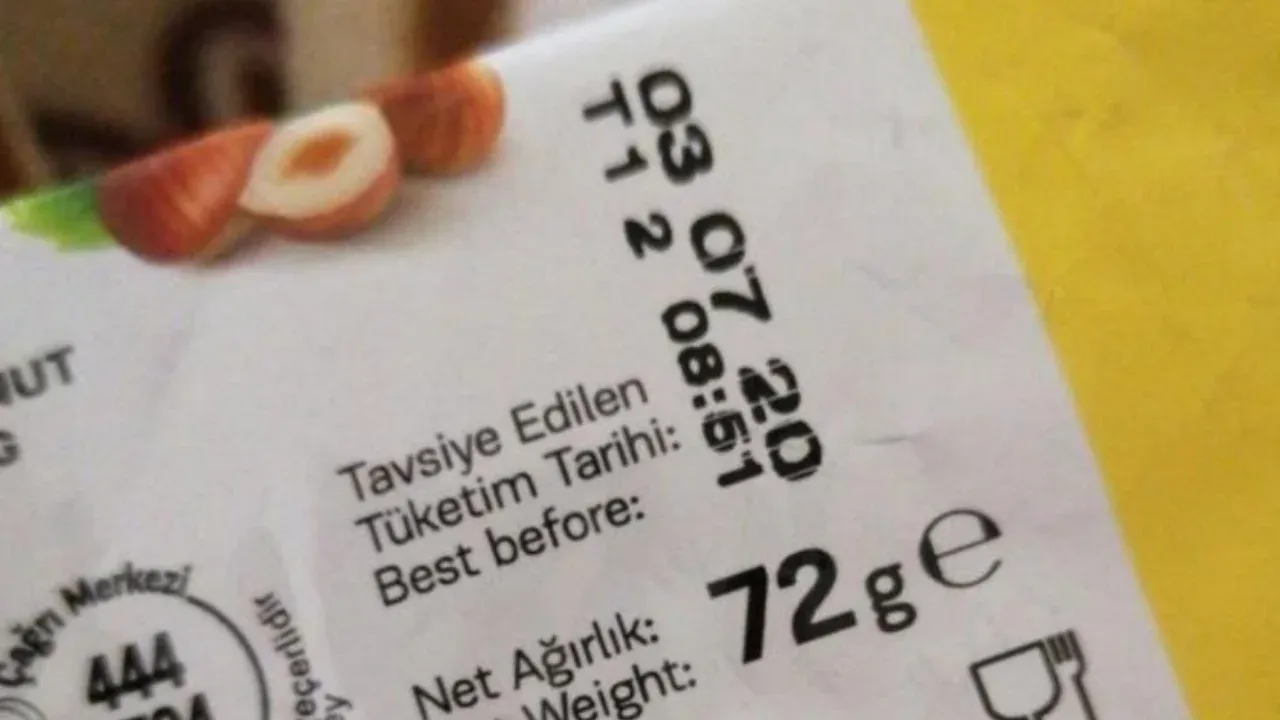 03 07 20
T1 2 08:51
NUT
G
Tavsiye Edilen
Tüketim Tarihi:
Best before:
72g ℮
Net Ağırlık:
Weight:
Çağrı Merkezi
444
geçerlidir